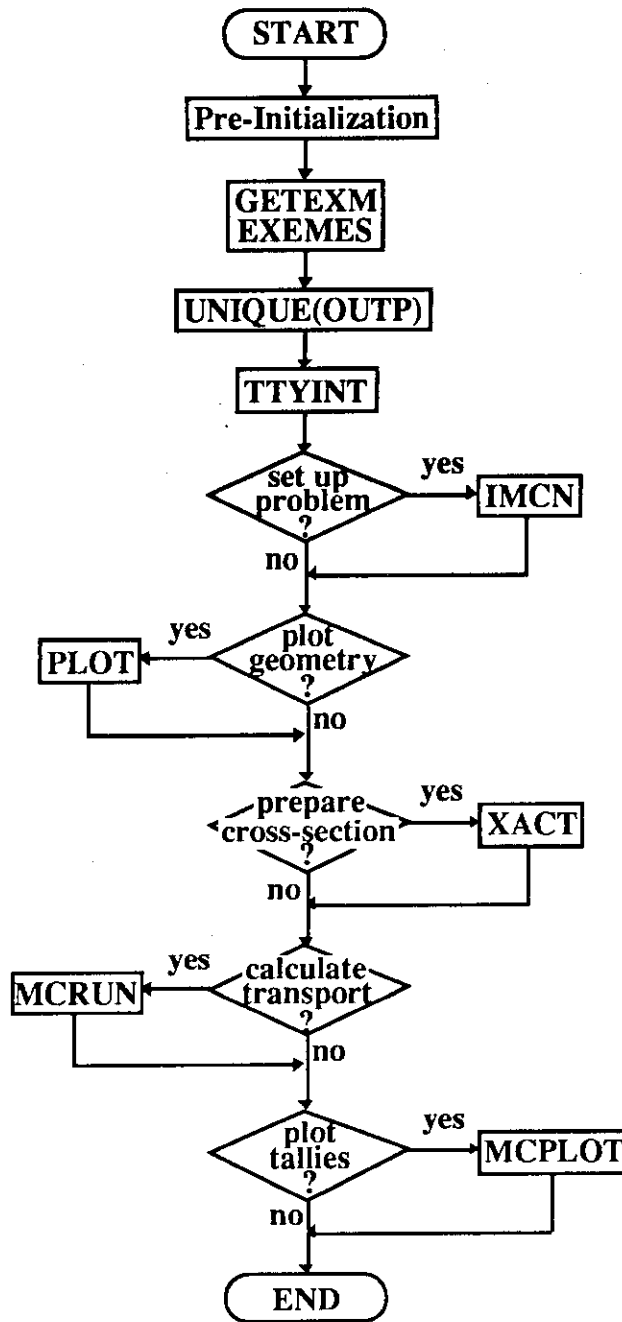 START
Pre-Initialization
GETEXM
EXEMES
UNIQUE(OUTP)
TTYINT
set up
problem
?
yes
IMCN
no
plot
geometry
?
yes
PLOT
no
prepare
cross-section
?
yes
XACT
no
calculate
transport
?
yes
MCRUN
no
plot
tallies
?
yes
MCPLOT
no
END